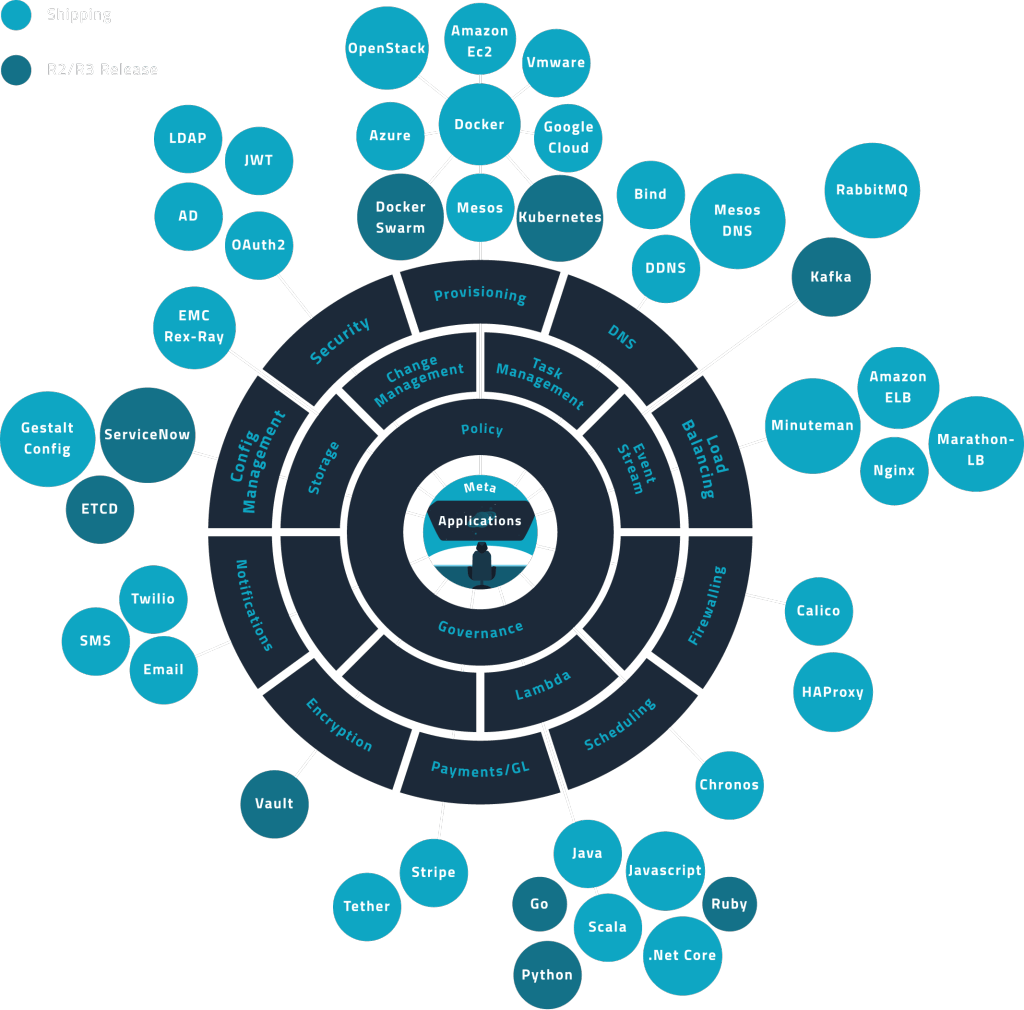 Shipping
R2/R3 Release
OpenStack
Amazon
Ec2
Vmware
Docker
Azure
Google
Cloud
Docker
Swarm
Mesos
Kubernetes
LDAP
JWT
AD
OAuth2
EMC
Rex-Ray
Bind
Mesos
DNS
DDNS
RabbitMQ
Kafka
Gestalt
Config
ServiceNow
ETCD
Amazon
ELB
Minuteman
Nginx
Marathon-
LB
Provisioning
Security
DNS
Config
Management
Load
Balancing
Change
Management
Task
Management
Storage
Event
Stream
Policy
Meta
Applications
Governance
Lambda
Notifications
Firewalling
Encryption
Scheduling
Payments/GL
Twilio
SMS
Email
Calico
HAProxy
Vault
Chronos
Stripe
Tether
Java
Javascript
Go
Ruby
Scala
.Net Core
Python